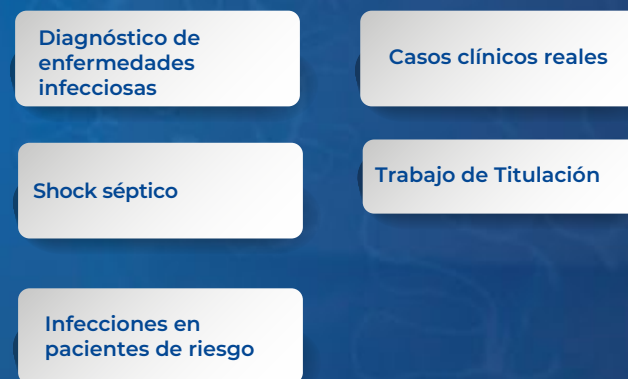 Diagnóstico de
enfermedades
infecciosas
Shock séptico
Infecciones en
pacientes de riesgo
Casos clínicos reales
Trabajo de Titulación